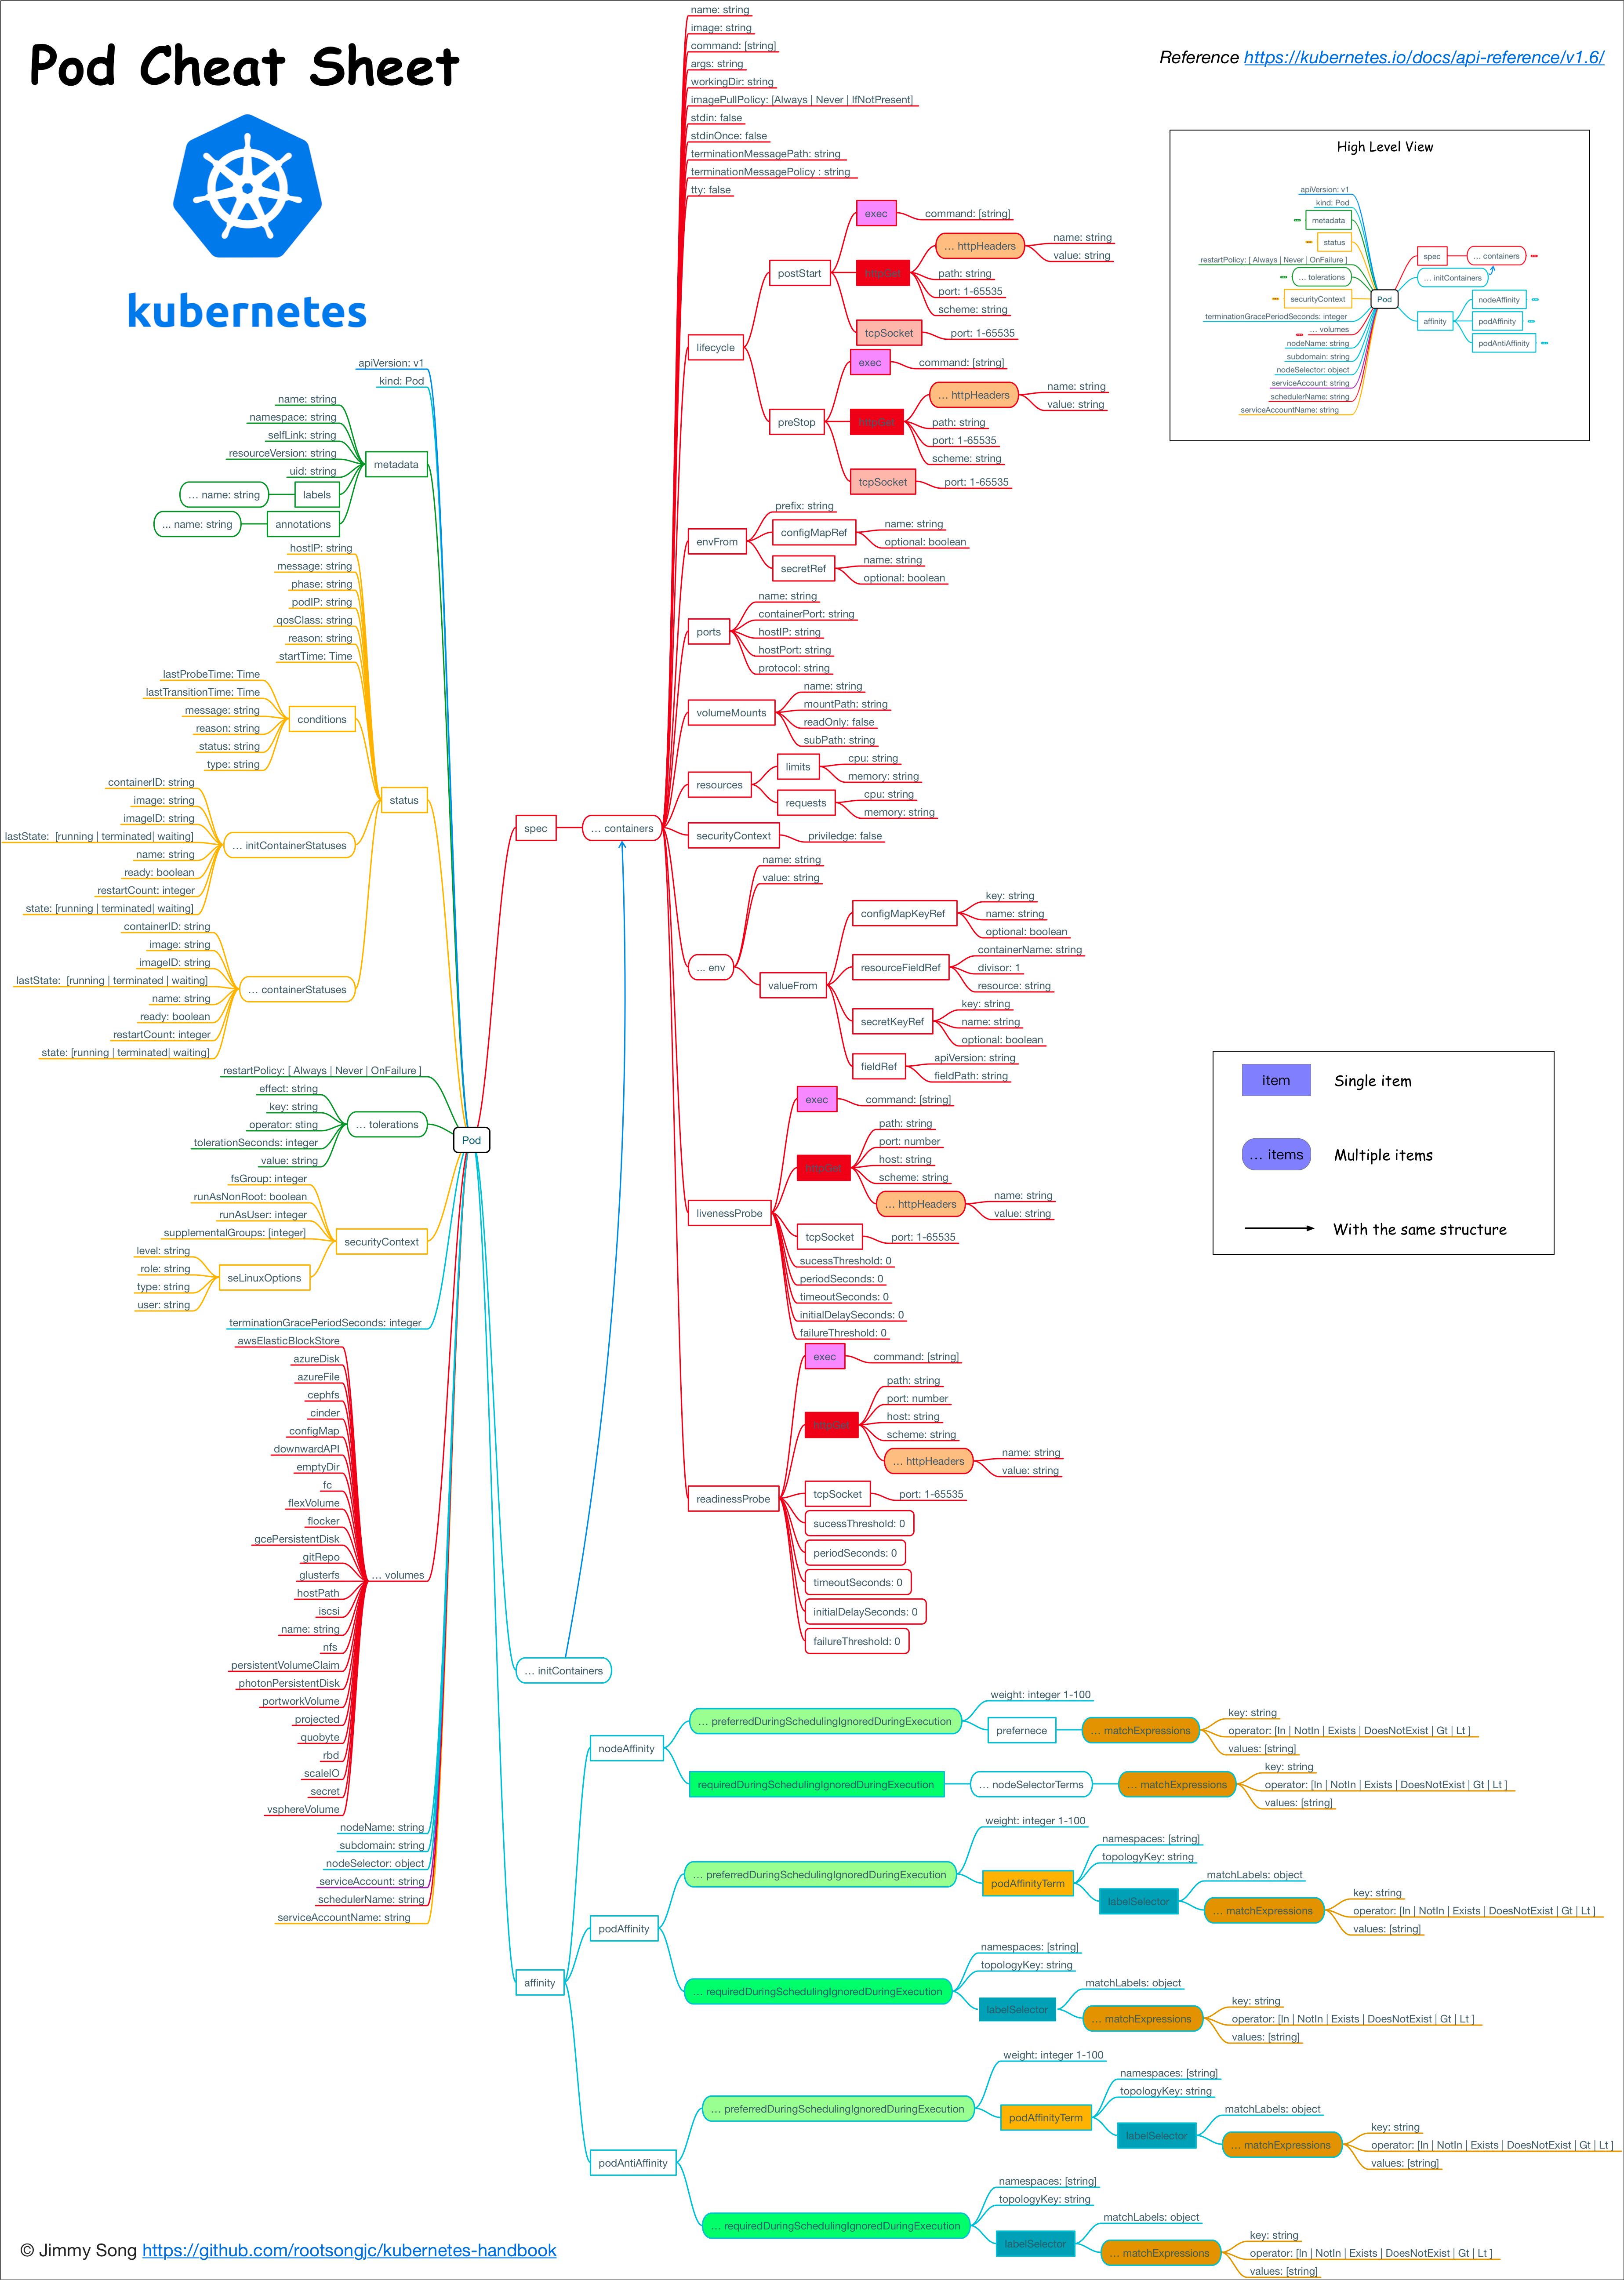 Pod Cheat Sheet
kubernetes
Reference https://kubernetes.io/docs/api-reference/v1.6/
High Level View
apiVersion: v1
kind: Pod
metadata
status
restartPolicy: [ Always | Never | OnFailure ]
... tolerations
securityContext
terminationGracePeriodSeconds: integer
... volumes
nodeName: string
subdomain: string
nodeSelector: object
serviceAccount: string
schedulerName: string
serviceAccountName: string
Pod
spec
... containers
... initContainers
affinity
nodeAffinity
podAffinity
podAntiAffinity
apiVersion: v1
kind: Pod
name: string
namespace: string
selfLink: string
resourceVersion: string
uid: string
... name: string
labels
... name: string
annotations
metadata
hostIP: string
message: string
phase: string
podIP: string
qosClass: string
reason: string
startTime: Time
lastProbeTime: Time
lastTransitionTime: Time
message: string
reason: string
status: string
type: string
conditions
containerID: string
image: string
imageID: string
lastState: [running | terminated| waiting]
name: string
ready: boolean
restartCount: integer
state: [running | terminated| waiting]
... initContainerStatuses
containerID: string
image: string
imageID: string
lastState: [running | terminated | waiting]
name: string
ready: boolean
restartCount: integer
state: [running | terminated| waiting]
... containerStatuses
status
restartPolicy: [ Always | Never | OnFailure ]
effect: string
key: string
operator: sting
tolerationSeconds: integer
value: string
... tolerations
fsGroup: integer
runAsNonRoot: boolean
runAsUser: integer
supplementalGroups: [integer]
level: string
role: string
type: string
user: string
seLinuxOptions
securityContext
terminationGracePeriodSeconds: integer
awsElasticBlockStore
azureDisk
azureFile
cephfs
cinder
configMap
downwardAPI
emptyDir
fc
flexVolume
flocker
gcePersistentDisk
gitRepo
glusterfs
hostPath
iscsi
name: string
nfs
persistentVolumeClaim
photonPersistentDisk
portworkVolume
projected
quobyte
rbd
scaleIO
secret
vsphereVolume
... volumes
nodeName: string
subdomain: string
nodeSelector: object
serviceAccount: string
schedulerName: string
serviceAccountName: string
Pod
spec
... containers
name: string
image: string
command: [string]
args: string
workingDir: string
imagePullPolicy: [Always | Never | IfNotPresent]
stdin: false
stdinOnce: false
terminationMessagePath: string
terminationMessagePolicy : string
tty: false
lifecycle
postStart
exec
command: [string]
httpGet
... httpHeaders
name: string
value: string
path: string
port: 1-65535
scheme: string
tcpSocket
port: 1-65535
preStop
exec
command: [string]
httpGet
... httpHeaders
name: string
value: string
path: string
port: 1-65535
scheme: string
tcpSocket
port: 1-65535
envFrom
prefix: string
configMapRef
name: string
optional: boolean
secretRef
name: string
optional: boolean
ports
name: string
containerPort: string
hostIP: string
hostPort: string
protocol: string
volumeMounts
name: string
mountPath: string
readOnly: false
subPath: string
resources
limits
cpu: string
memory: string
requests
cpu: string
memory: string
securityContext
priviledge: false
... env
name: string
value: string
valueFrom
configMapKeyRef
key: string
name: string
optional: boolean
resourceFieldRef
containerName: string
divisor: 1
resource: string
secretKeyRef
key: string
name: string
optional: boolean
fieldRef
apiVersion: string
fieldPath: string
livenessProbe
exec
command: [string]
httpGet
path: string
port: number
host: string
scheme: string
... httpHeaders
name: string
value: string
tcpSocket
port: 1-65535
sucessThreshold: 0
periodSeconds: 0
timeoutSeconds: 0
initialDelaySeconds: 0
failureThreshold: 0
readinessProbe
exec
command: [string]
httpGet
path: string
port: number
host: string
scheme: string
... httpHeaders
name: string
value: string
tcpSocket
port: 1-65535
sucessThreshold: 0
periodSeconds: 0
timeoutSeconds: 0
initialDelaySeconds: 0
failureThreshold: 0
... initContainers
affinity
nodeAffinity
... preferredDuringSchedulingIgnoredDuringExecution
weight: integer 1-100
prefernece
... matchExpressions
key: string
operator: [In | NotIn | Exists | DoesNotExist | Gt | Lt ]
values: [string]
requiredDuringSchedulingIgnoredDuringExecution
... nodeSelectorTerms
... matchExpressions
key: string
operator: [In | NotIn | Exists | DoesNotExist | Gt | Lt ]
values: [string]
podAffinity
... preferredDuringSchedulingIgnoredDuringExecution
weight: integer 1-100
podAffinityTerm
namespaces: [string]
topologyKey: string
labelSelector
matchLabels: object
... matchExpressions
key: string
operator: [In | NotIn | Exists | DoesNotExist | Gt | Lt ]
values: [string]
... requiredDuringSchedulingIgnoredDuringExecution
namespaces: [string]
topologyKey: string
labelSelector
matchLabels: object
... matchExpressions
key: string
operator: [In | NotIn | Exists | DoesNotExist | Gt | Lt ]
values: [string]
podAntiAffinity
... preferredDuringSchedulingIgnoredDuringExecution
weight: integer 1-100
podAffinityTerm
namespaces: [string]
topologyKey: string
labelSelector
matchLabels: object
... matchExpressions
key: string
operator: [In | NotIn | Exists | DoesNotExist | Gt | Lt ]
values: [string]
... requiredDuringSchedulingIgnoredDuringExecution
namespaces: [string]
topologyKey: string
labelSelector
matchLabels: object
... matchExpressions
key: string
operator: [In | NotIn | Exists | DoesNotExist | Gt | Lt ]
values: [string]
item
Single item
... items
Multiple items
With the same structure
© Jimmy Song https://github.com/rootsongjc/kubernetes-handbook